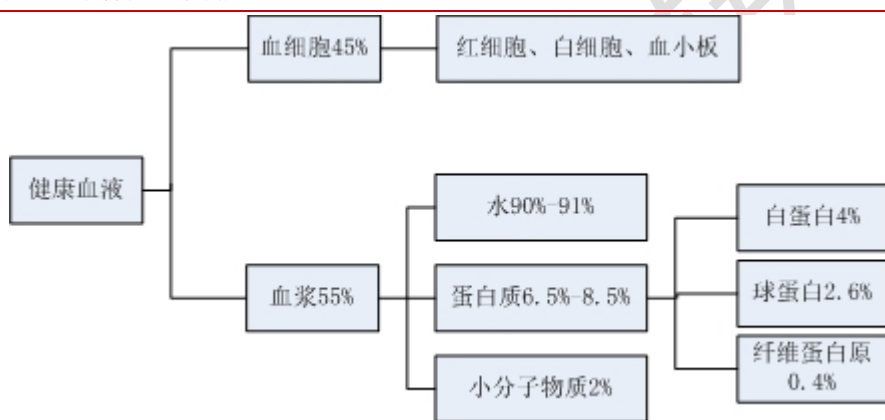 血细胞45%
红细胞、白细胞、血小板
健康血液
水90%-91%
白蛋白4%
血浆55%
蛋白质6.5%-8.5%
球蛋白2.6%
小分子物质2%
纤维蛋白原
0.4%